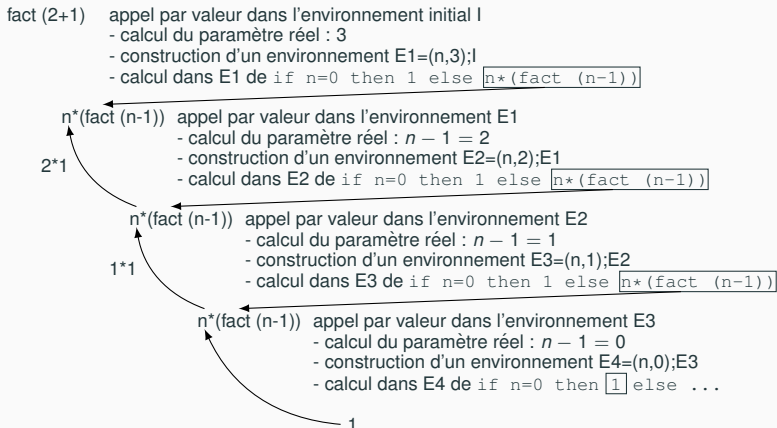 fact (2+1) appel par valeur dans l'environnement initial I
- calcul du paramètre réel : 3
- construction d'un environnement E1=(n,3);I
- calcul dans E1 de if n=0 then 1 else n*(fact (n-1))
n*(fact (n-1)) appel par valeur dans l'environnement E1
- calcul du paramètre réel : n − 1 = 2
- construction d'un environnement E2=(n,2);E1
2*1
- calcul dans E2 de if n=0 then 1 else n*(fact (n-1))
n*(fact (n-1)) appel par valeur dans l'environnement E2
- calcul du paramètre réel : n − 1 = 1
- construction d'un environnement E3=(n,1);E2
1*1
- calcul dans E3 de if n=0 then 1 else n*(fact (n-1))
n*(fact (n-1)) appel par valeur dans l'environnement E3
- calcul du paramètre réel : n − 1 = 0
- construction d'un environnement E4=(n,0);E3
- calcul dans E4 de if n=0 then 1 else ...
1